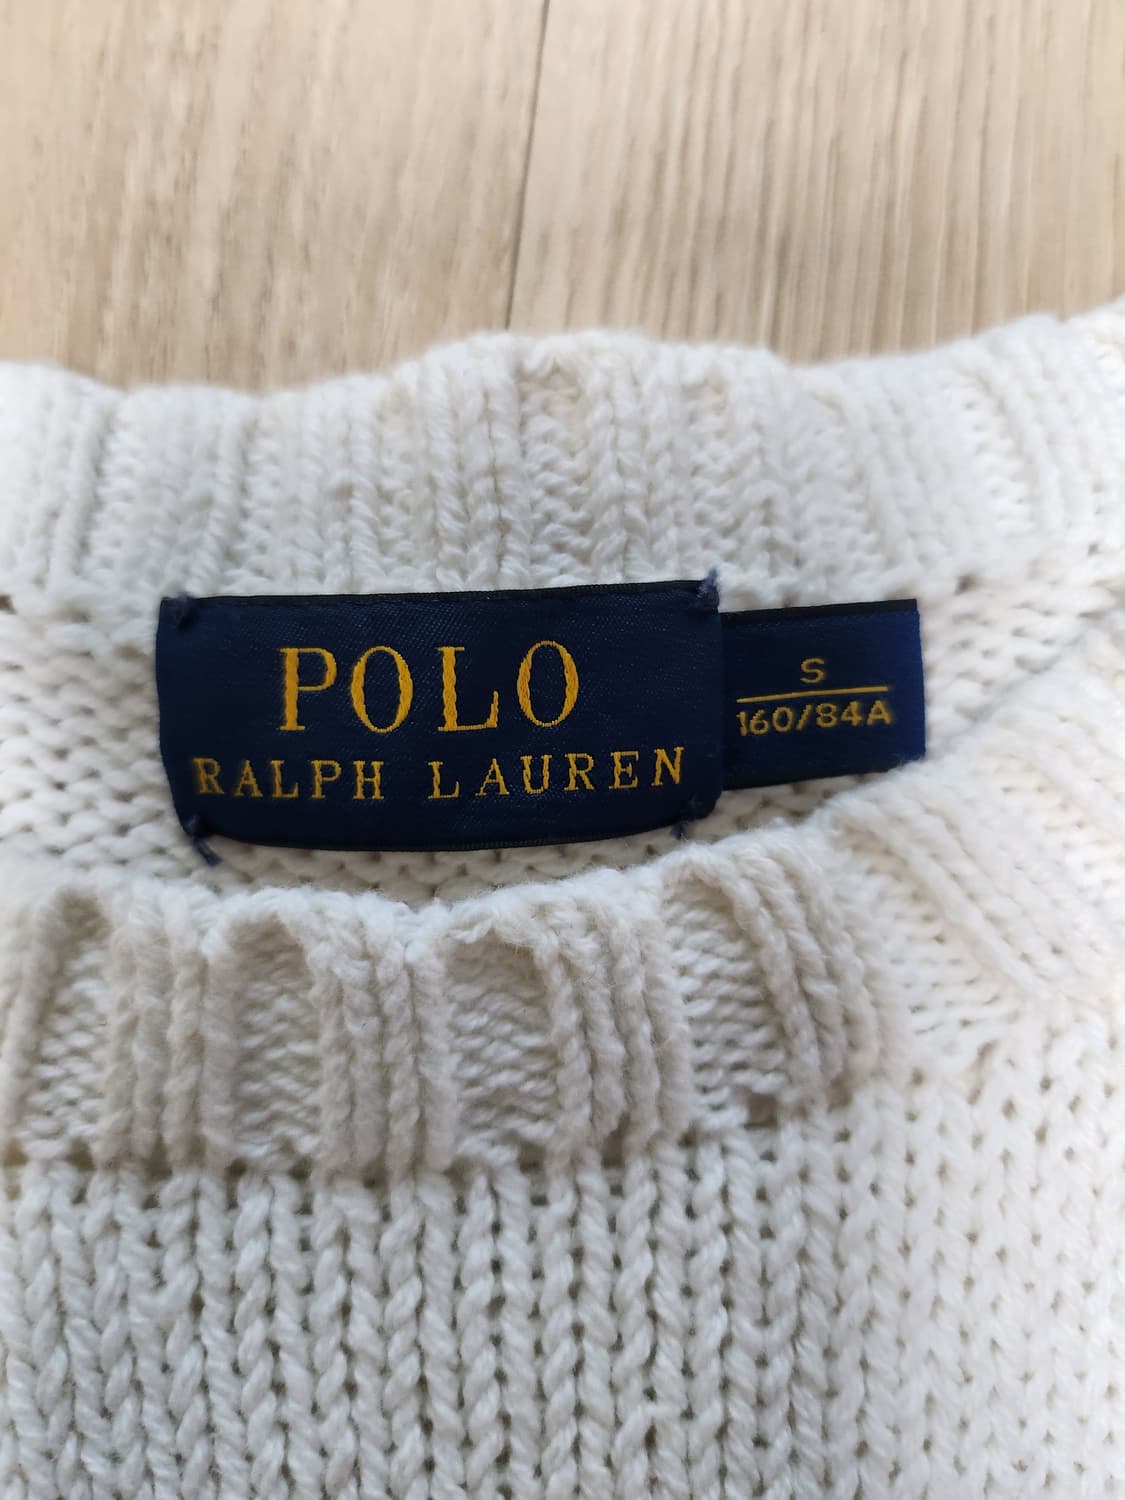 POLO
RALPH LAUREN
S
160/84A